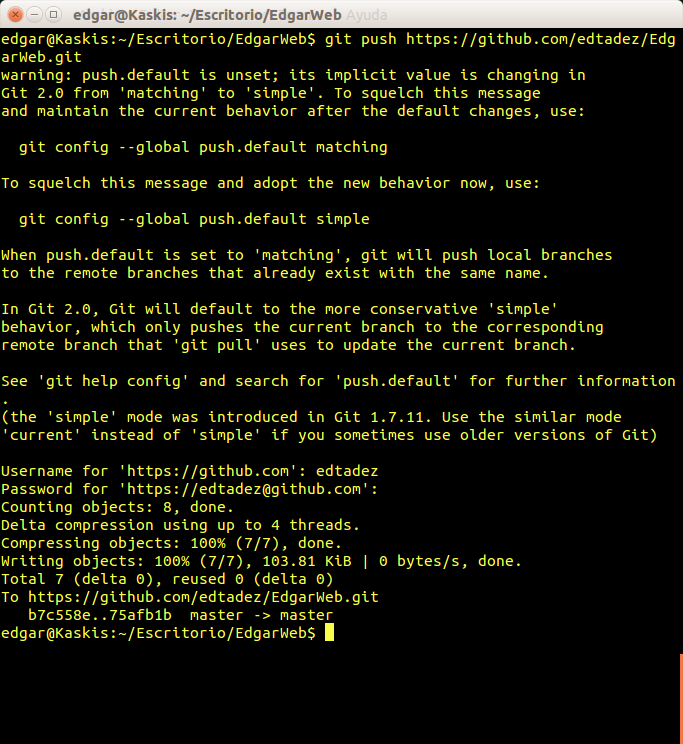 edgar@Kaskis: ~/Escritorio/EdgarWeb Ayuda
edgar@Kaskis:~/Escritorio/EdgarWeb$ git push https://github.com/edtadez/Edg
arWeb.git
warning: push.default is unset; its implicit value is changing in
Git 2.0 from 'matching' to 'simple'. To squelch this message
and maintain the current behavior after the default changes, use:
  git config --global push.default matching
To squelch this message and adopt the new behavior now, use:
  git config --global push.default simple
When push.default is set to 'matching', git will push local branches
to the remote branches that already exist with the same name.
In Git 2.0, Git will default to the more conservative 'simple'
behavior, which only pushes the current branch to the corresponding
remote branch that 'git pull' uses to update the current branch.
See 'git help config' and search for 'push.default' for further information
.
(the 'simple' mode was introduced in Git 1.7.11. Use the similar mode
'current' instead of 'simple' if you sometimes use older versions of Git)
Username for 'https://github.com': edtadez
Password for 'https://edtadez@github.com':
Counting objects: 8, done.
Delta compression using up to 4 threads.
Compressing objects: 100% (7/7), done.
Writing objects: 100% (7/7), 103.81 KiB | 0 bytes/s, done.
Total 7 (delta 0), reused 0 (delta 0)
To https://github.com/edtadez/EdgarWeb.git
   b7c558e..75afb1b  master -> master
edgar@Kaskis:~/Escritorio/EdgarWeb$